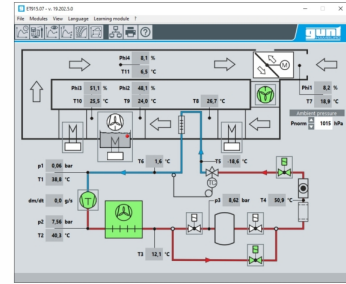 ET915.07 - v. 19.202.5.0
File Modules View Language Learning module ?
gunt
Phi4 8,1 %
T11 6,5 °C
Phi3 51,1 % Phi2 48,1 %
T10 25,5 °C T9 24,0 °C T8 26,7 °C
Phi1 8,2 %
T7 18,9 °C
Ambient pressure
Pnorm 1015 hPa
p1 0,06 bar
T1 38,8 °C
T6 1,6 °C
T5 -18,6 °C
TC
dm/dt 0,0 g/s
p3 8,62 bar T4 50,9 °C
p2 7,56 bar
T2 40,3 °C
T3 12,1 °C
M
M
M